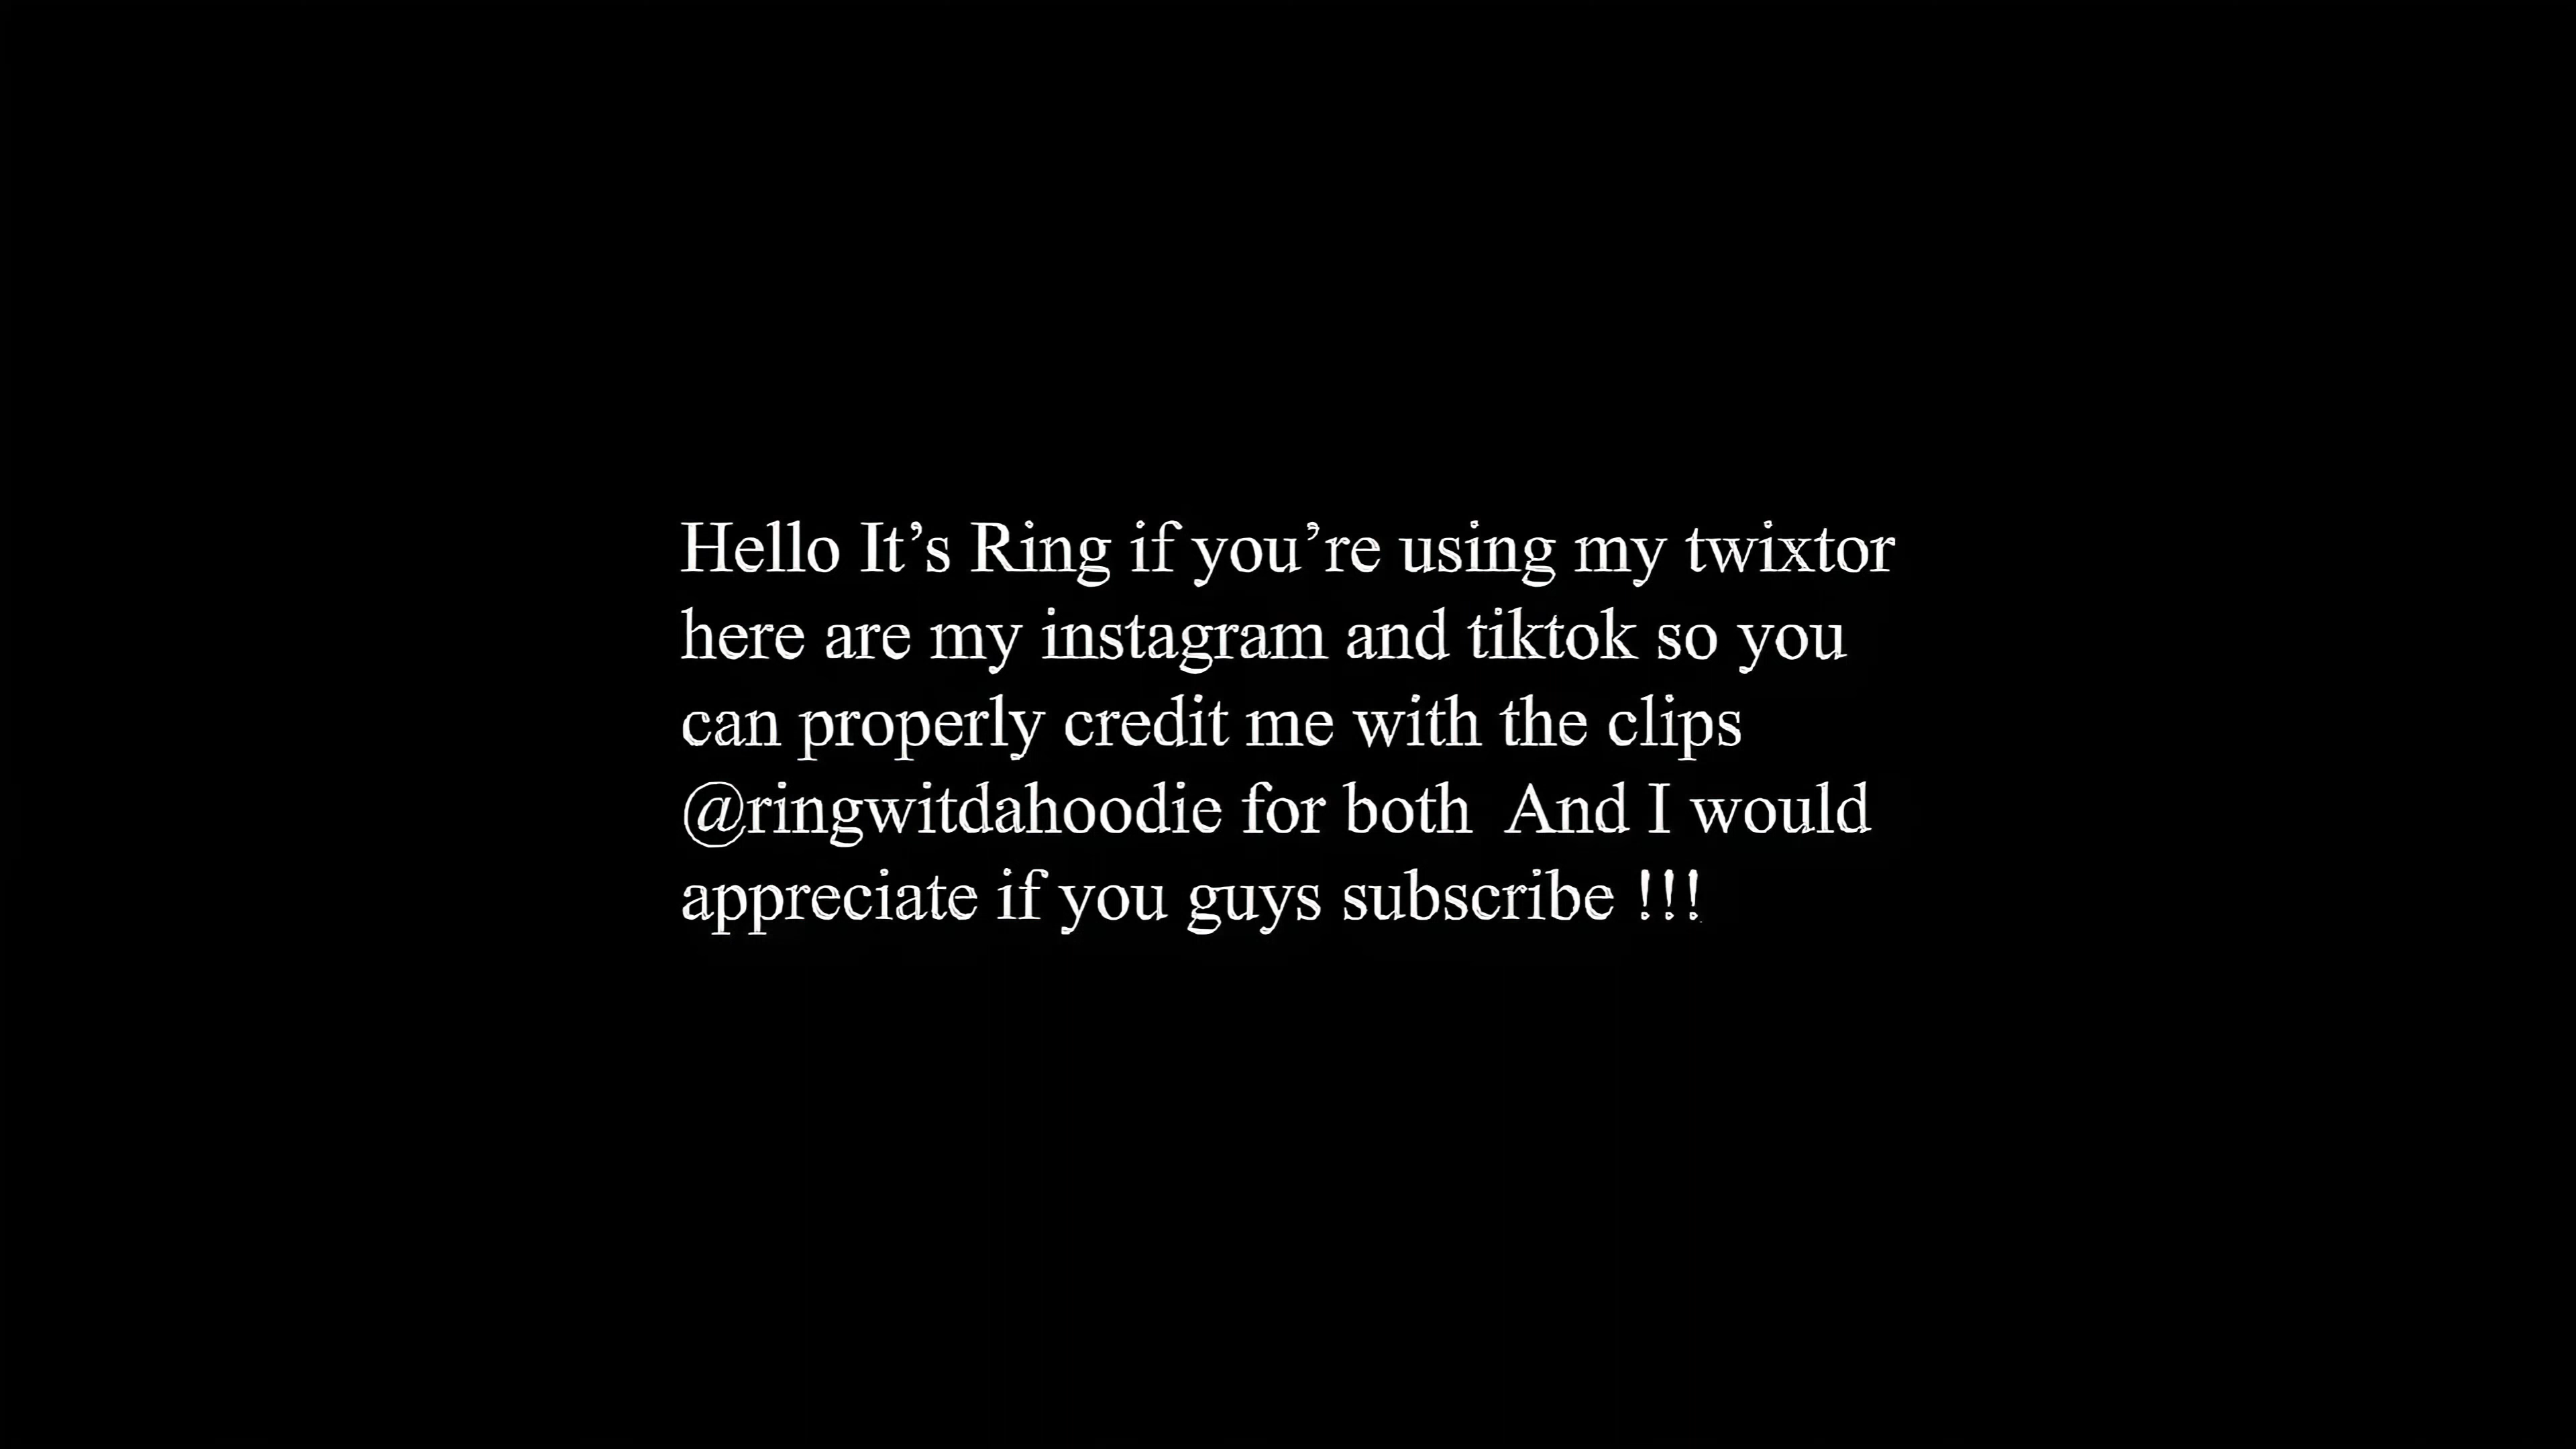 Hello It’s Ring if you’re using my twixtor
here are my instagram and tiktok so you
can properly credit me with the clips
@ringwitdahoodie for both  And I would
appreciate if you guys subscribe !!!